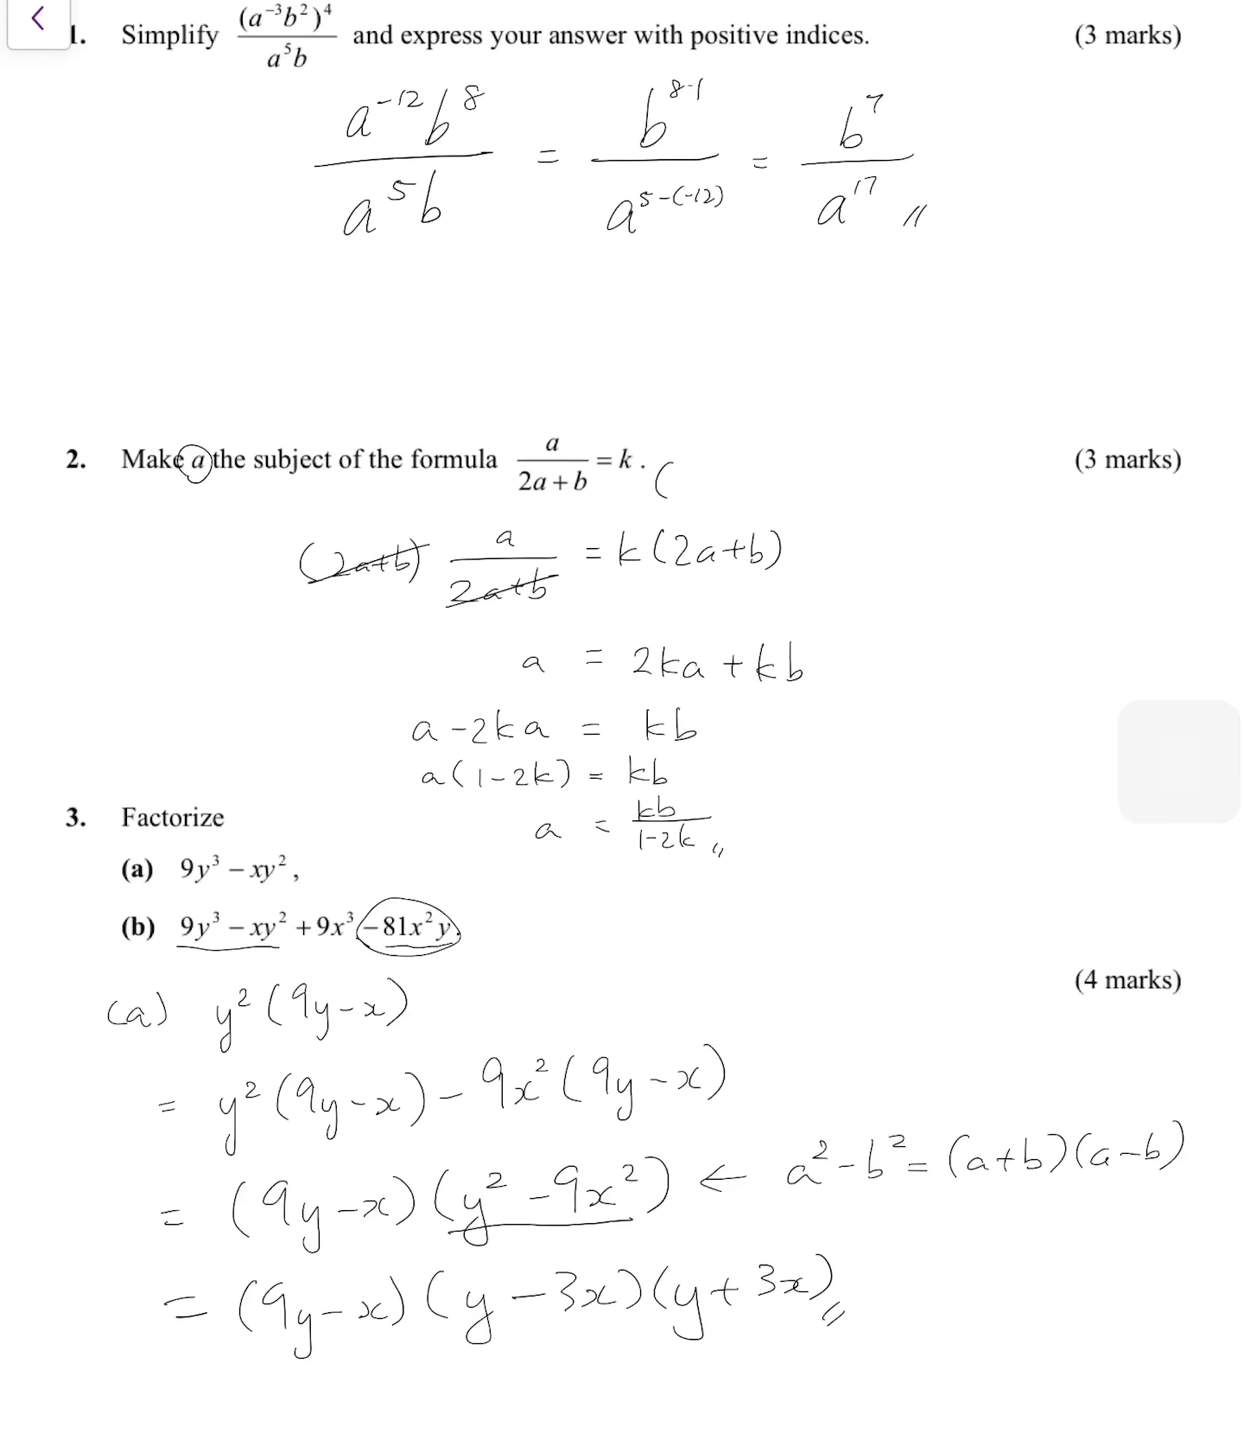 1. Simplify (a⁻³b²)⁴ / a⁵b and express your answer with positive indices. (3 marks)
a⁻¹²b⁸ / a⁵b = b⁸⁻¹ / a⁵⁻⁽⁻¹²⁾ = b⁷ / a¹⁷ //
2. Make a the subject of the formula a / 2a + b = k . ( (3 marks)
(2a+b) a / 2a+b = k(2a+b)
a = 2ka + kb
a - 2ka = kb
a(1-2k) = kb
a = kb / 1-2k //
3. Factorize
(a) 9y³ − xy² ,
(b) 9y³ − xy² + 9x³ − 81x²y .
(4 marks)
(a) y²(9y-x)
= y²(9y-x) - 9x²(9y-x)
= (9y-x)(y²-9x²) ← a²-b² = (a+b)(a-b)
= (9y-x)(y-3x)(y+3x) //